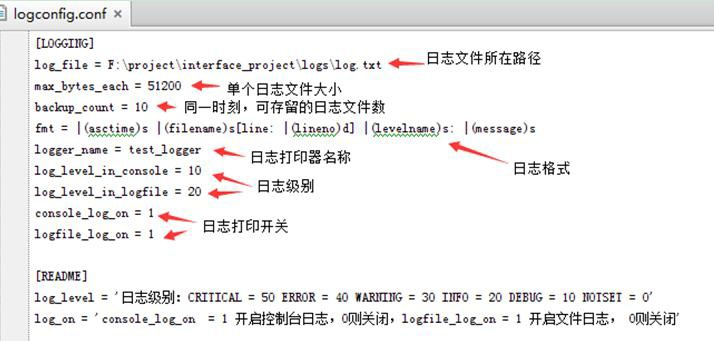 logconfig.conf ×
[LOGGING]
log_file = F:\project\interface_project\logs\log.txt 日志文件所在路径
max_bytes_each = 51200 单个日志文件大小
backup_count = 10 同一时刻，可存留的日志文件数
fmt = |(asctime)s |(filename)s[line: |(lineno)d] |(levelname)s: |(message)s
日志格式
logger_name = test_logger 日志打印器名称
log_level_in_console = 10
日志级别
log_level_in_logfile = 20
console_log_on = 1
日志打印开关
logfile_log_on = 1
[README]
log_level = '日志级别：CRITICAL = 50 ERROR = 40 WARNING = 30 INFO = 20 DEBUG = 10 NOTSET = 0'
log_on = 'console_log_on = 1 开启控制台日志，0则关闭，logfile_log_on = 1 开启文件日志， 0则关闭'